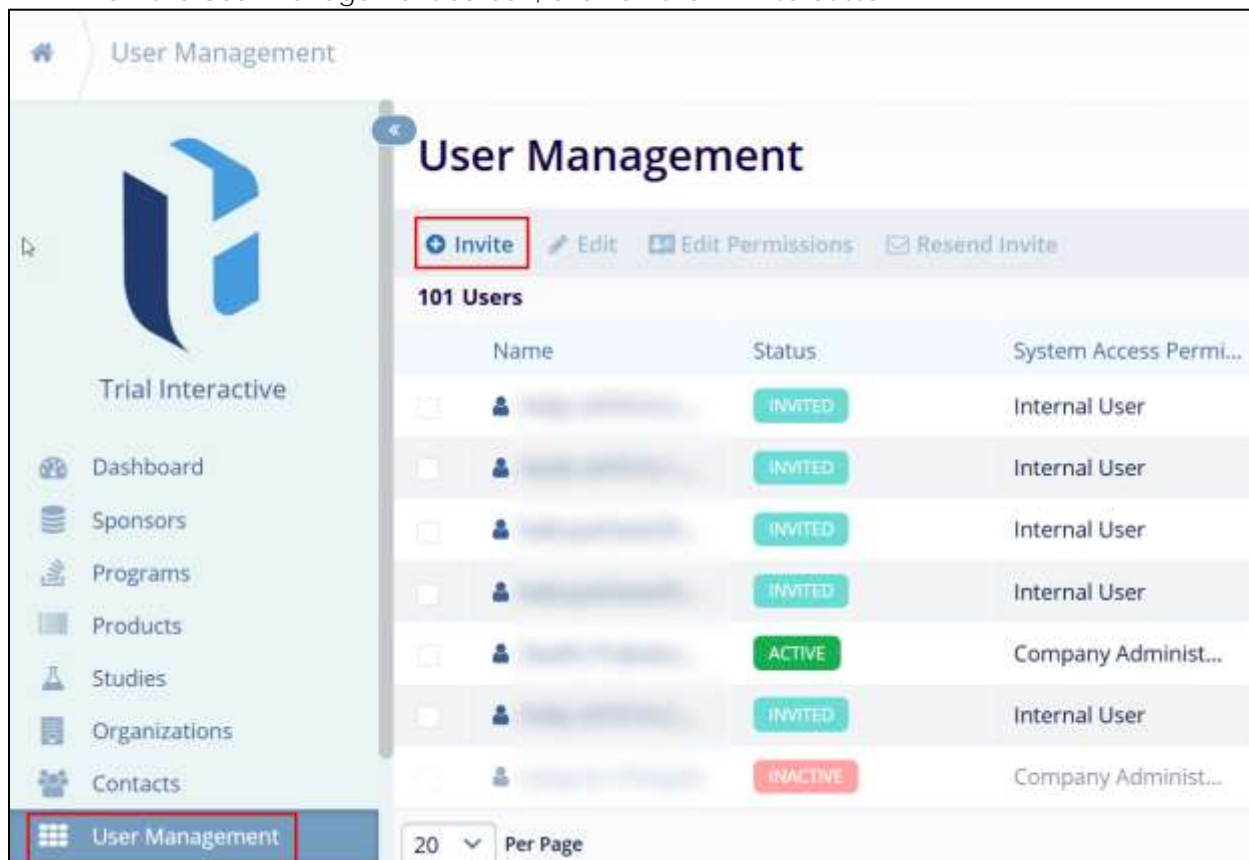 User Management
Trial Interactive
Dashboard
Sponsors
Programs
Products
Studies
Organizations
Contacts
User Management
User Management
Invite Edit Edit Permissions Resend Invite
101 Users
Name Status System Access Permi...
INVITED Internal User
INVITED Internal User
INVITED Internal User
INVITED Internal User
ACTIVE Company Administ...
INVITED Internal User
INACTIVE Company Administ...
20 Per Page